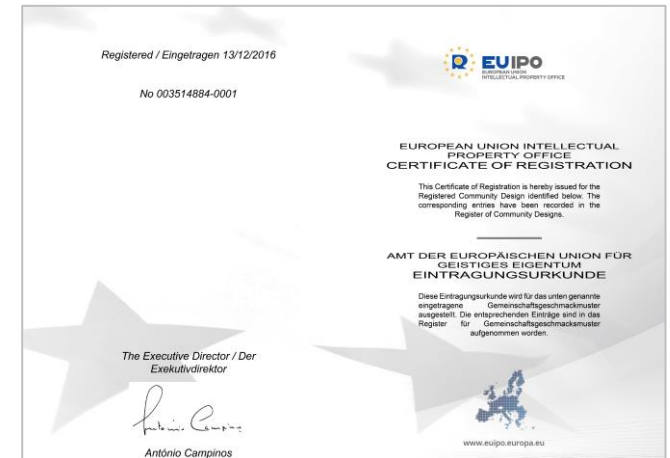 Registered / Eingetragen 13/12/2016
No 003514884-0001
The Executive Director / Der
Exekutivdirektor
António Campinos
EUIPO
EUROPEAN UNION
INTELLECTUAL PROPERTY OFFICE
EUROPEAN UNION INTELLECTUAL
PROPERTY OFFICE
CERTIFICATE OF REGISTRATION
This Certificate of Registration is hereby issued for the
Registered Community Design identified below. The
corresponding entries have been recorded in the
Register of Community Designs.
AMT DER EUROPÄISCHEN UNION FÜR
GEISTIGES EIGENTUM
EINTRAGUNGSURKUNDE
Diese Eintragungsurkunde wird für das unten genannte
eingetragene Gemeinschaftsgeschmackmuster
ausgestellt. Die entsprechenden Einträge sind in das
Register für Gemeinschaftsgeschmacksmuster
aufgenommen worden.
www.euipo.europa.eu